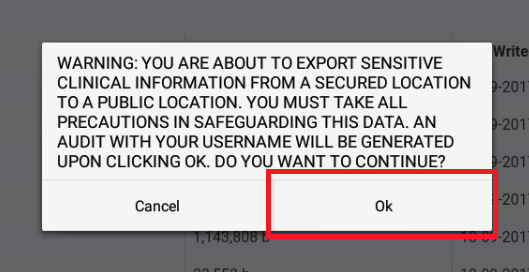 Write
WARNING: YOU ARE ABOUT TO EXPORT SENSITIVE
CLINICAL INFORMATION FROM A SECURED LOCATION
TO A PUBLIC LOCATION. YOU MUST TAKE ALL
PRECAUTIONS IN SAFEGUARDING THIS DATA. AN
AUDIT WITH YOUR USERNAME WILL BE GENERATED
UPON CLICKING OK. DO YOU WANT TO CONTINUE?
Cancel Ok
1,143,808 b